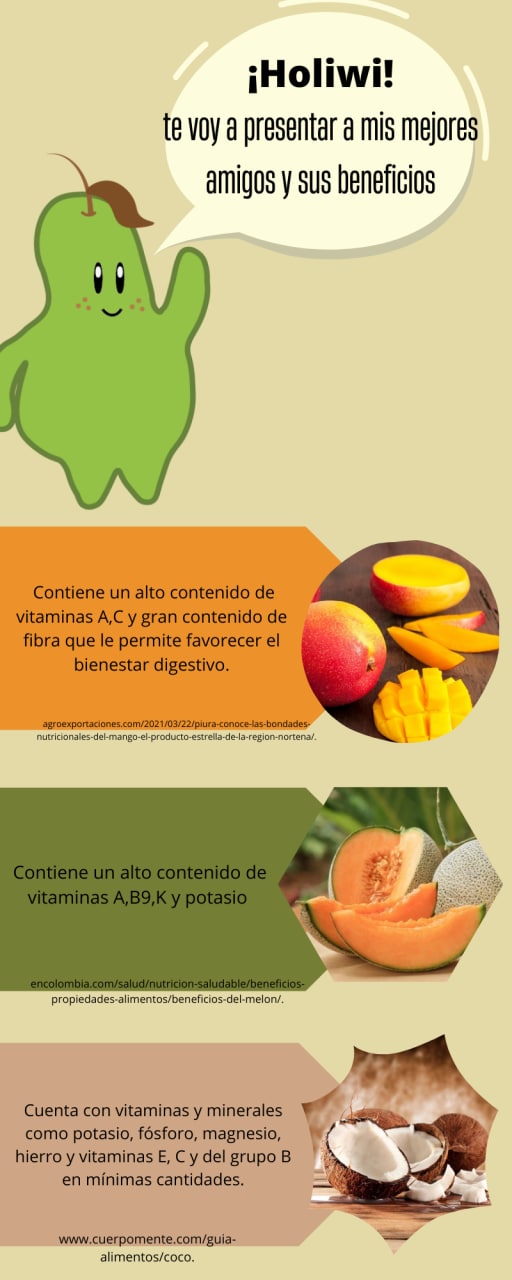 ¡Holiwi!
te voy a presentar a mis mejores
amigos y sus beneficios
Contiene un alto contenido de
vitaminas A,C y gran contenido de
fibra que le permite favorecer el
bienestar digestivo.
agroexportaciones.com/2021/03/22/piura-conoce-las-bondades-
nutricionales-del-mango-el-producto-estrella-de-la-region-nortena/.
Contiene un alto contenido de
vitaminas A,B9,K y potasio
encolombia.com/salud/nutricion-saludable/beneficios-
propiedades-alimentos/beneficios-del-melon/.
Cuenta con vitaminas y minerales
como potasio, fósforo, magnesio,
hierro y vitaminas E, C y del grupo B
en mínimas cantidades.
www.cuerpomente.com/guia-
alimentos/coco.